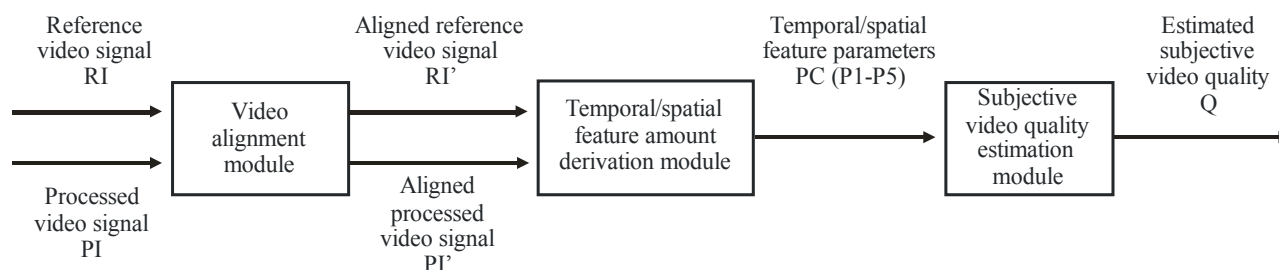 Reference
video signal
RI
Processed
video signal
PI
Video
alignment
module
Aligned reference
video signal
RI’
Aligned
processed
video signal
PI’
Temporal/spatial
feature amount
derivation module
Temporal/spatial
feature parameters
PC (P1-P5)
Subjective
video quality
estimation
module
Estimated
subjective
video quality
Q